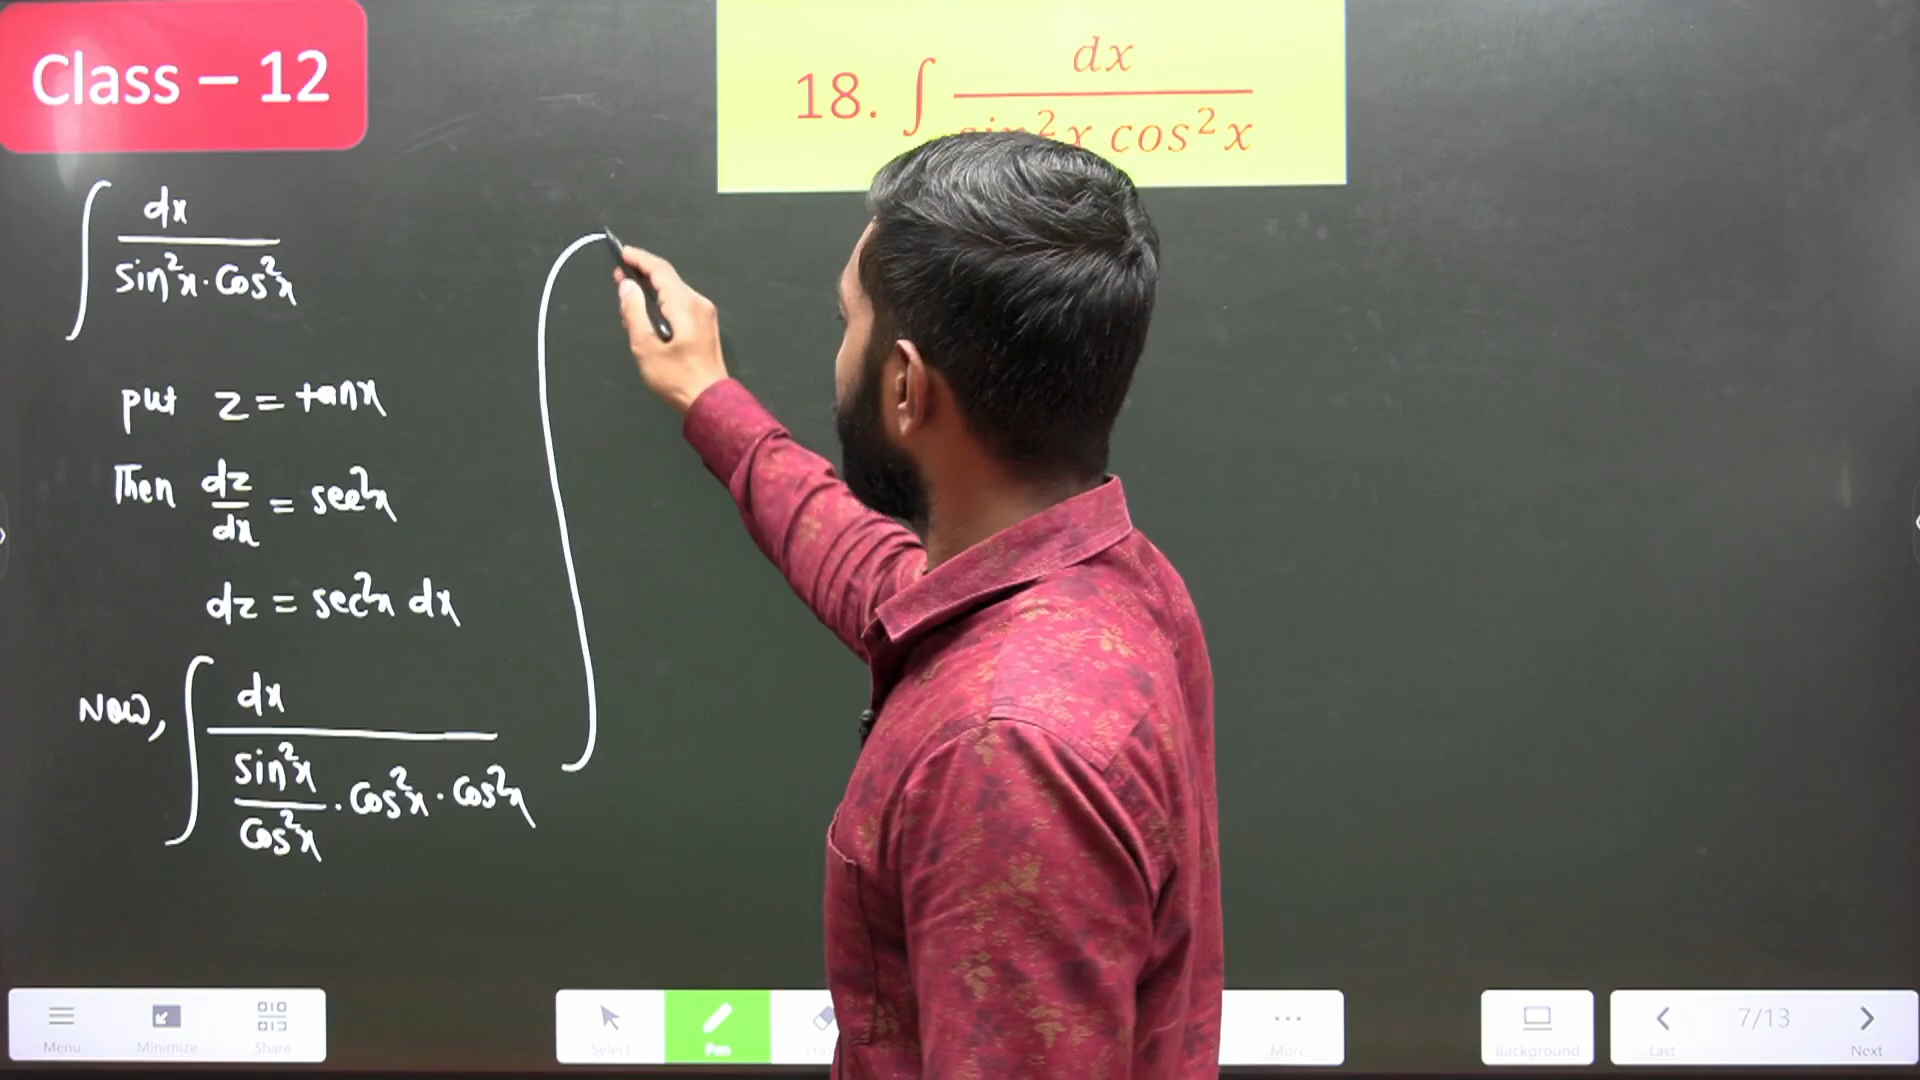 Class – 12
18. ∫ dx / sin²x cos²x
∫ dx / sin²x · cos²x
put z = tanx
Then dz/dx = sec²x
dz = sec²x dx
Now, ∫ dx / (sin²x/cos²x · cos²x · cos²x)
Menu
Minimize
Share
Select
Pen
More
Background
7/13
Last
Next